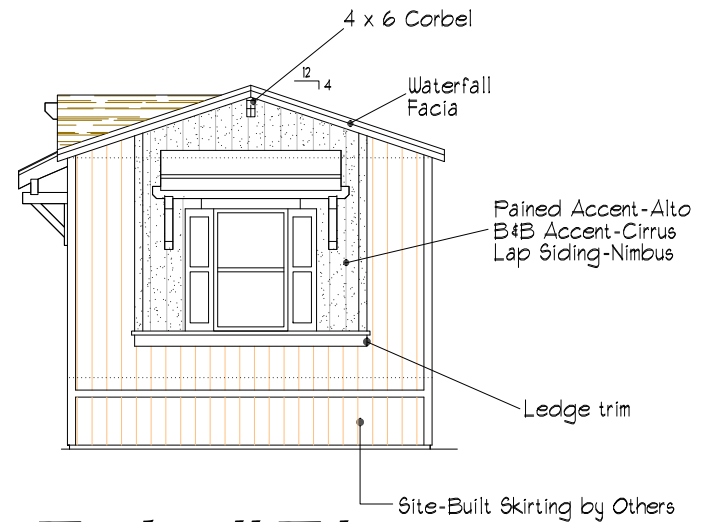 4 x 6 Corbel
12
4
Waterfall
Facia
Pained Accent-Alto
B&B Accent-Cirrus
Lap Siding-Nimbus
Ledge trim
Site-Built Skirting by Others